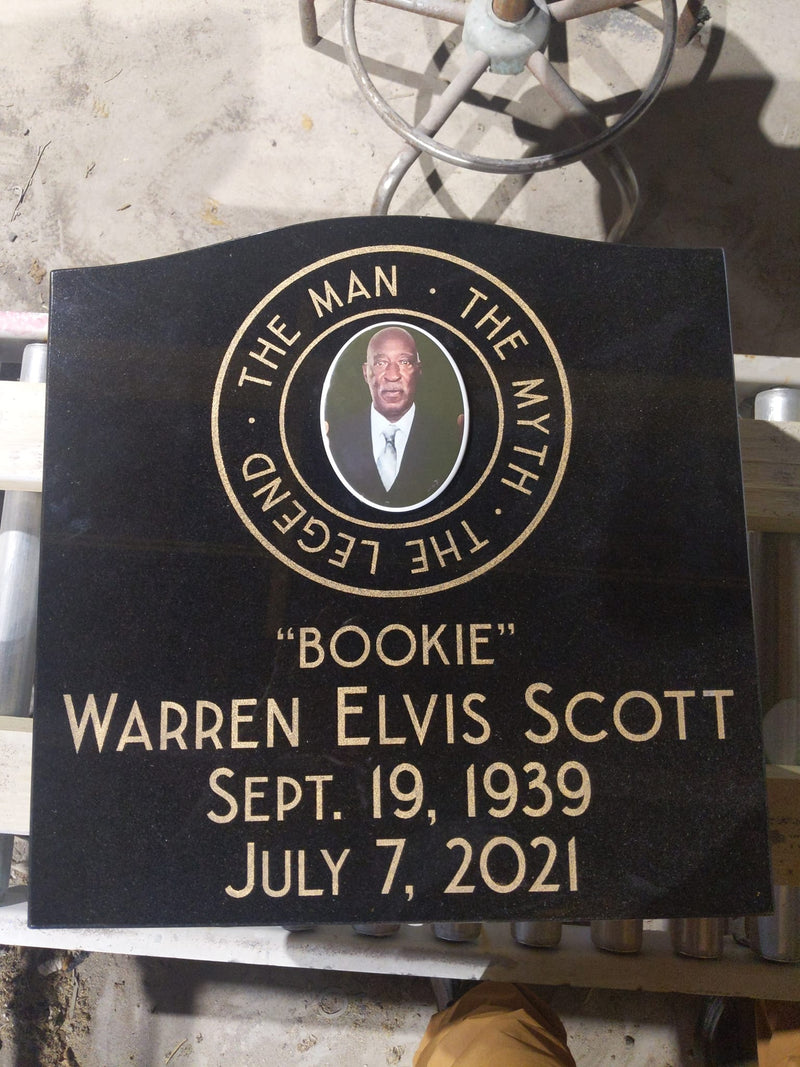 THE MAN · THE MYTH · THE LEGEND ·
“BOOKIE”
WARREN ELVIS SCOTT
SEPT. 19, 1939
JULY 7, 2021